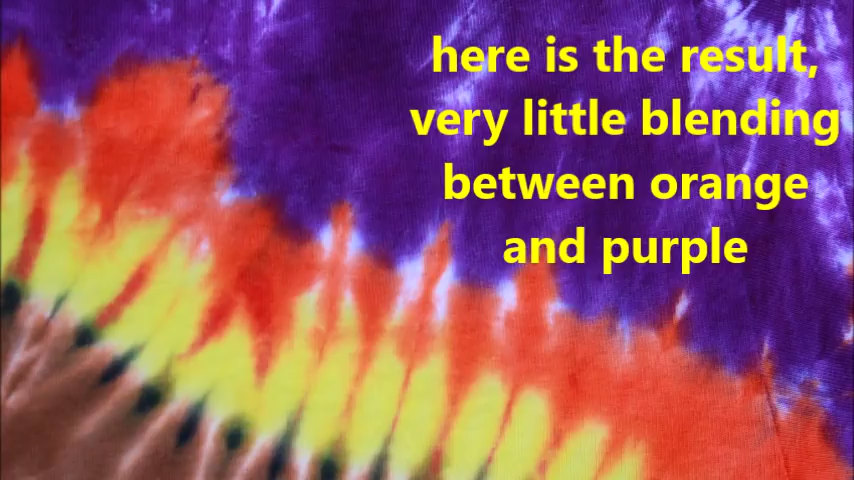 here is the result,
very little blending
between orange
and purple